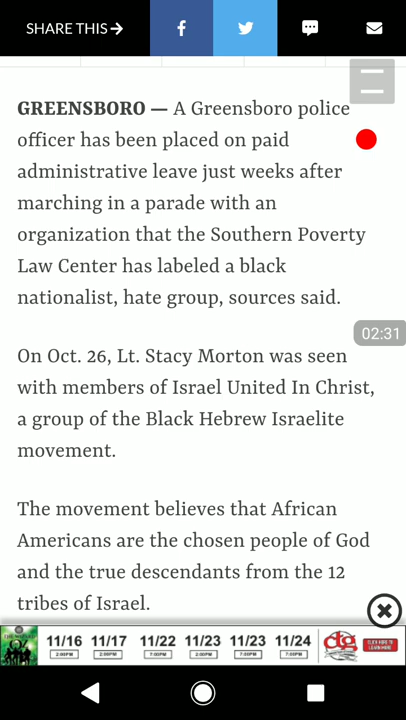 SHARE THIS→
GREENSBORO — A Greensboro police
officer has been placed on paid
administrative leave just weeks after
marching in a parade with an
organization that the Southern Poverty
Law Center has labeled a black
nationalist, hate group, sources said.
02:31
On Oct. 26, Lt. Stacy Morton was seen
with members of Israel United In Christ,
a group of the Black Hebrew Israelite
movement.
The movement believes that African
Americans are the chosen people of God
and the true descendants from the 12
tribes of Israel.
11/16 11/17 11/22 11/23 11/23 11/24